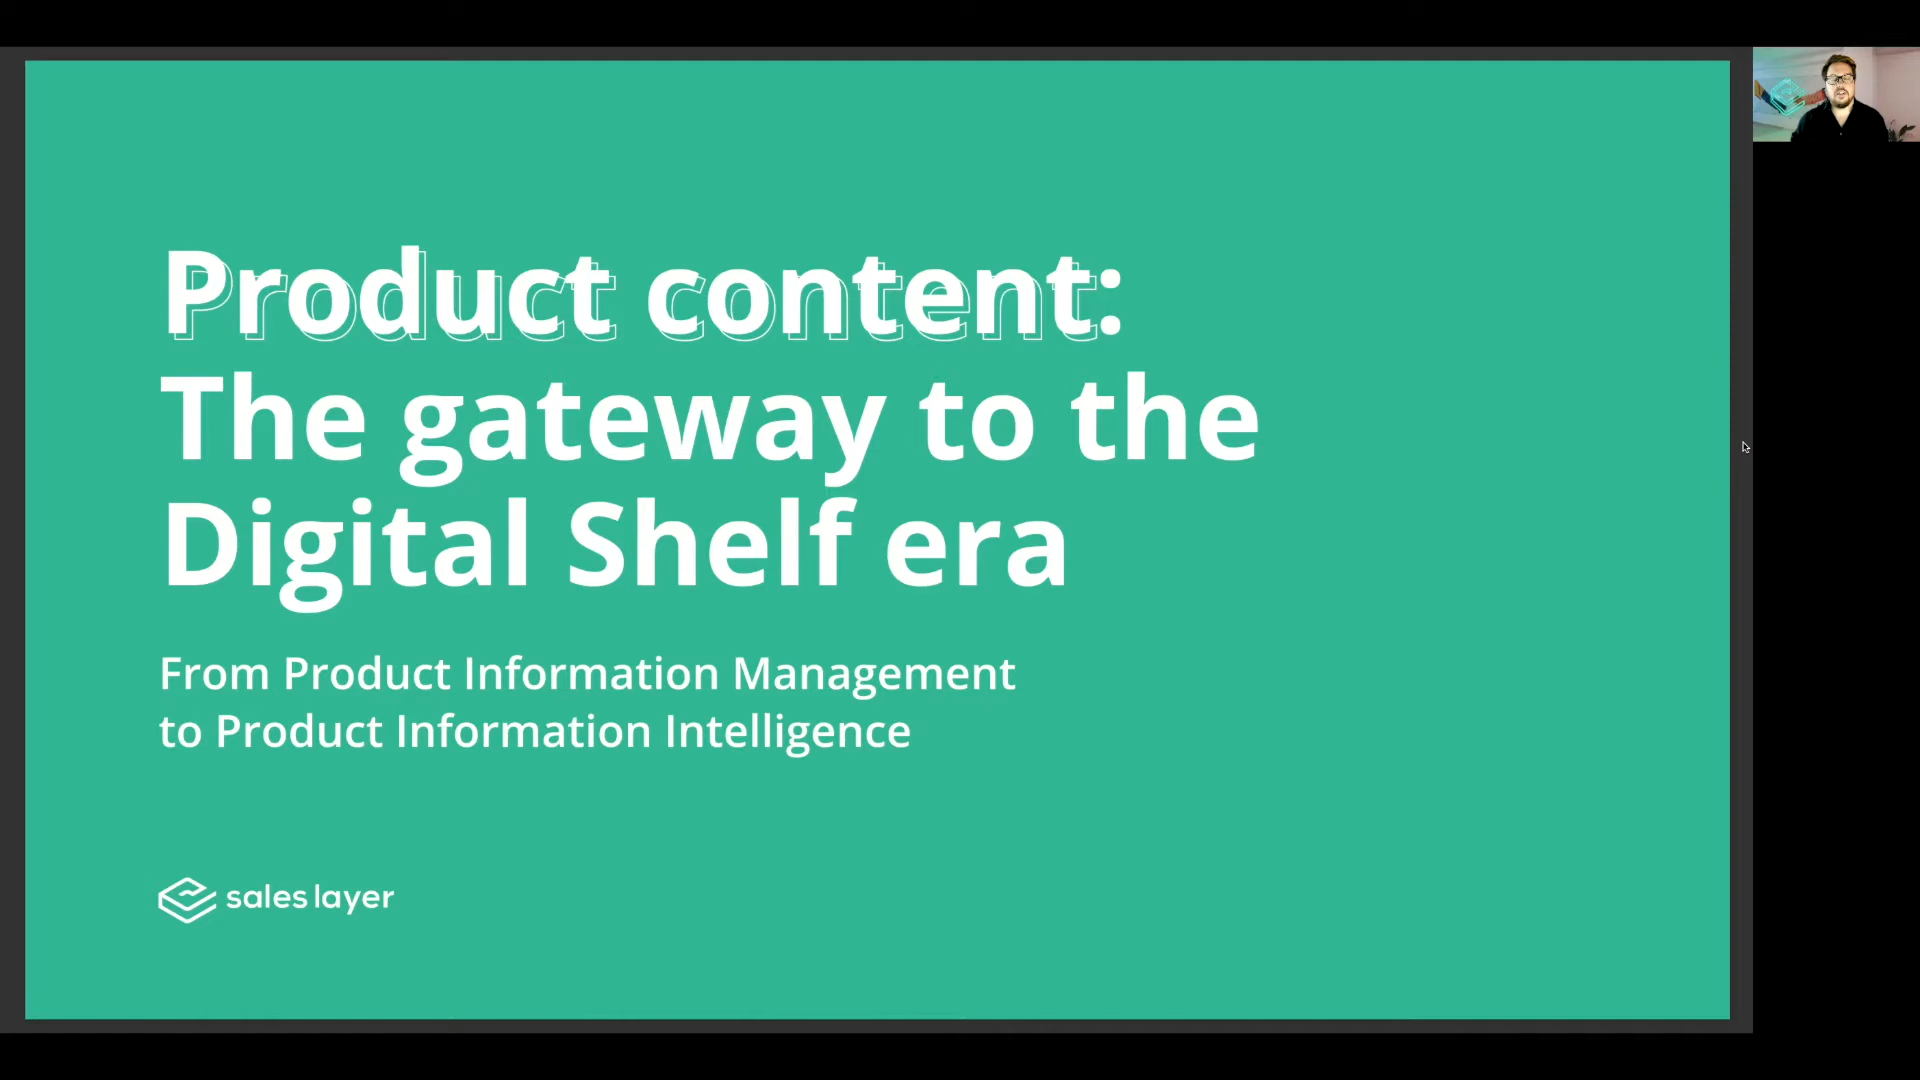 Product content:
The gateway to the
Digital Shelf era
From Product Information Management
to Product Information Intelligence
sales layer